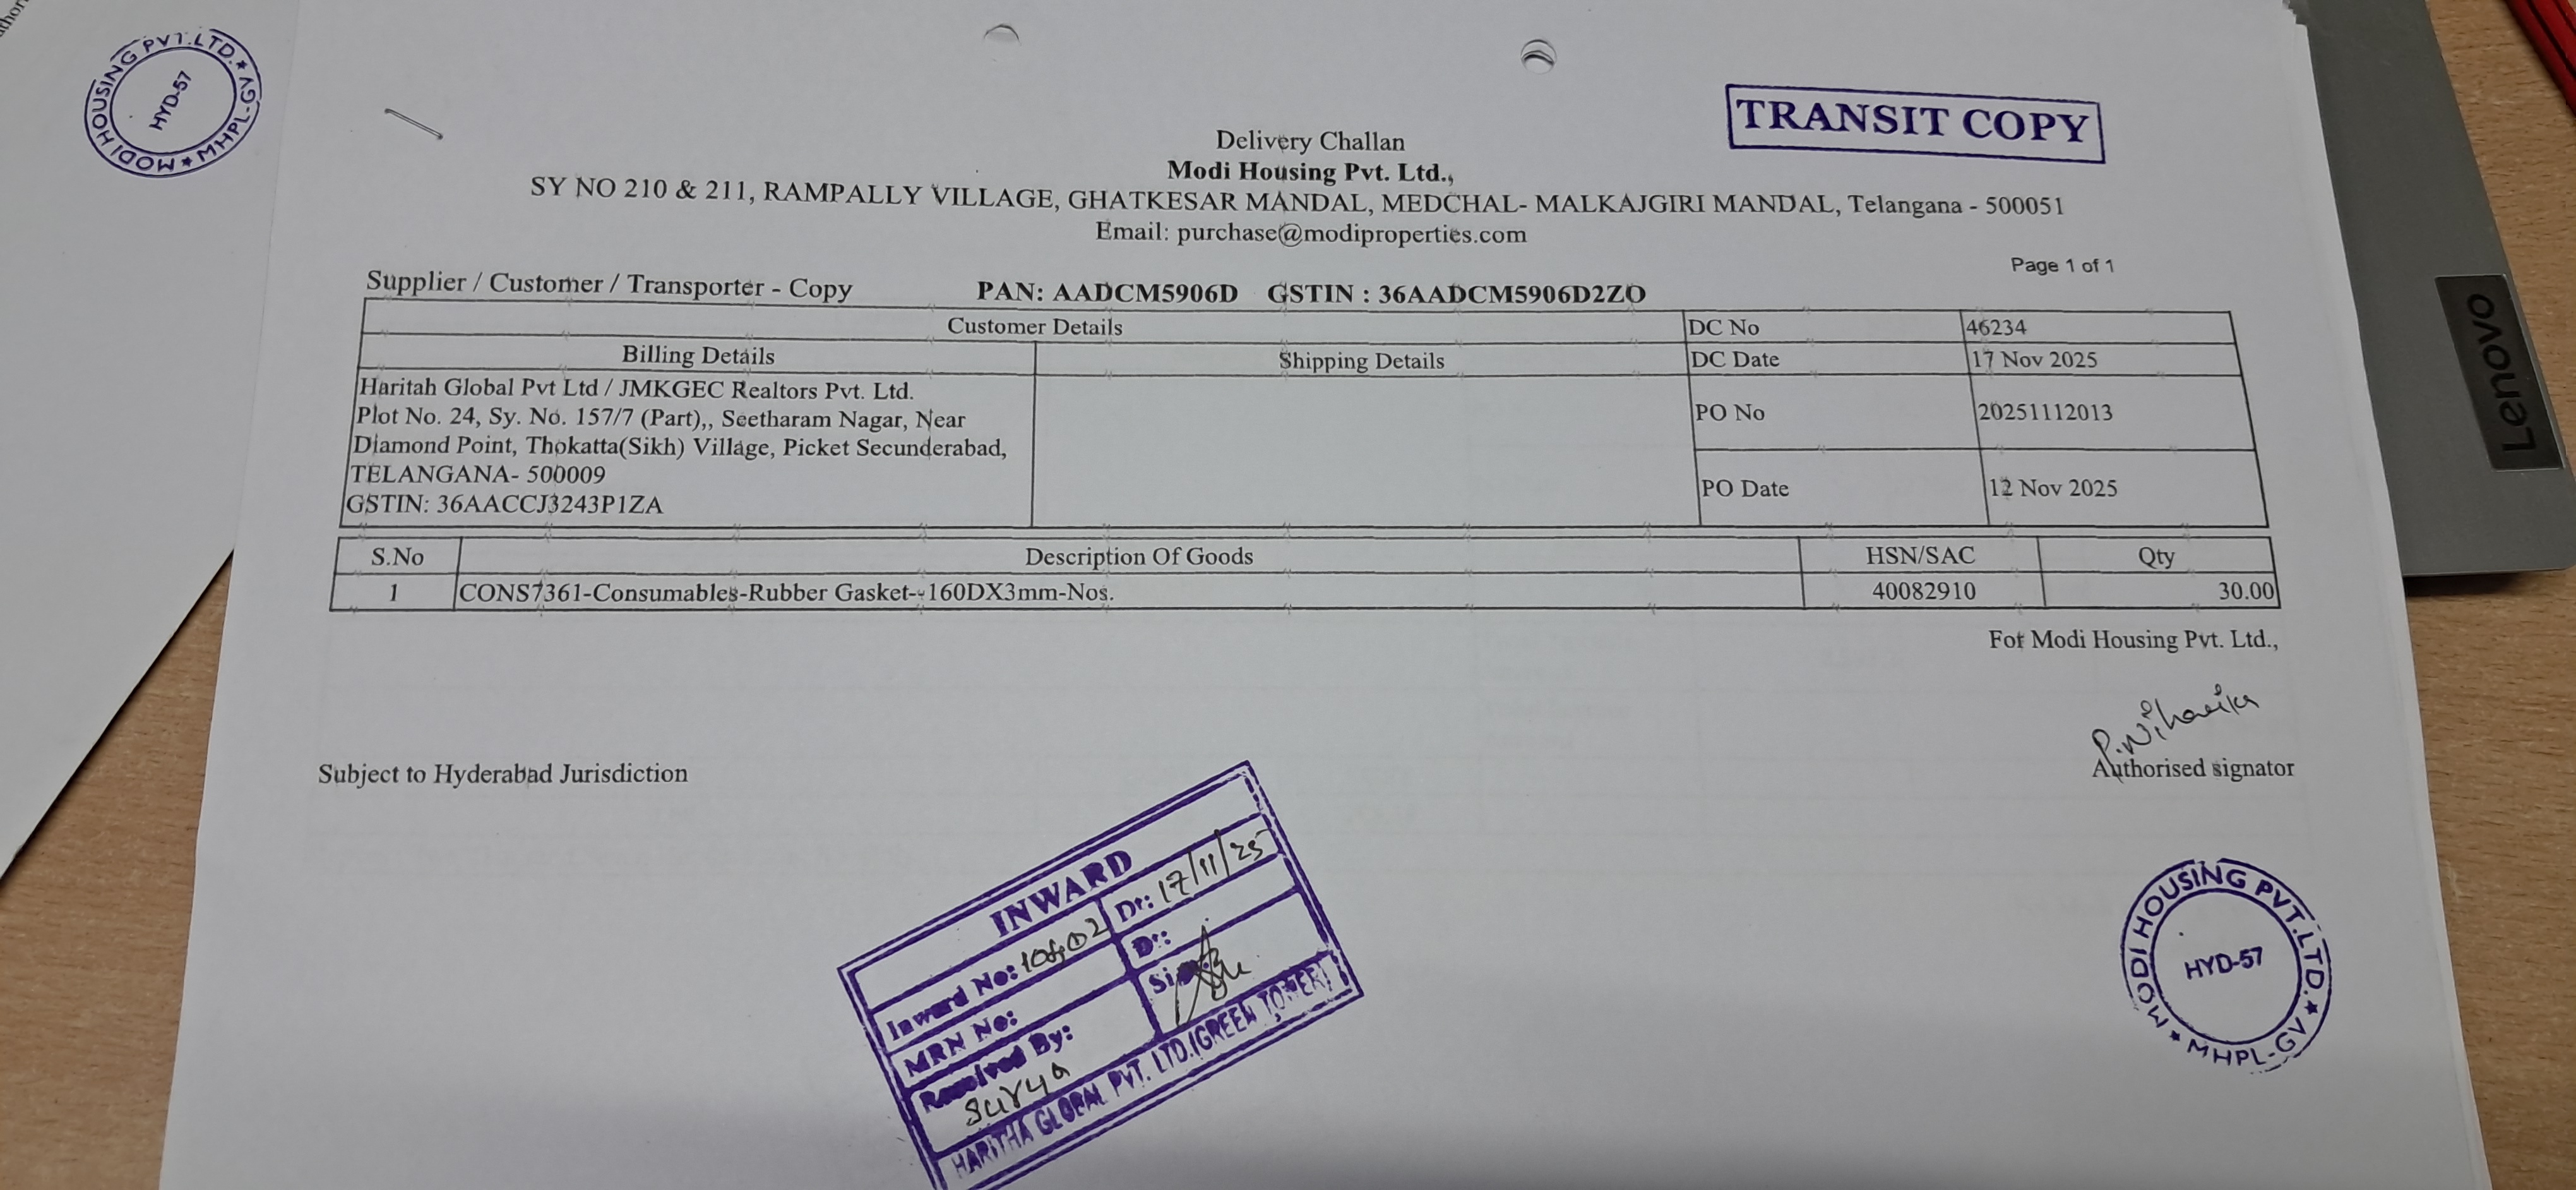 MODI HOUSING PVT.LTD. ★ MHPL-GV ★
HYD-57
TRANSIT COPY
Delivery Challan
Modi Housing Pvt. Ltd.,
SY NO 210 & 211, RAMPALLY VILLAGE, GHATKESAR MANDAL, MEDCHAL- MALKAJGIRI MANDAL, Telangana - 500051
Email: purchase@modiproperties.com
Page 1 of 1
Supplier / Customer / Transporter - Copy PAN: AADCM5906D GSTIN : 36AADCM5906D2ZO
Customer Details DC No 46234
Billing Details Shipping Details DC Date 17 Nov 2025
Haritah Global Pvt Ltd / JMKGEC Realtors Pvt. Ltd.
Plot No. 24, Sy. No. 157/7 (Part),, Seetharam Nagar, Near
Diamond Point, Thokatta(Sikh) Village, Picket Secunderabad,
TELANGANA- 500009
GSTIN: 36AACCJ3243P1ZA
PO No 20251112013
PO Date 12 Nov 2025
S.No Description Of Goods HSN/SAC Qty
1 CONS7361-Consumables-Rubber Gasket--160DX3mm-Nos. 40082910 30.00
For Modi Housing Pvt. Ltd.,
P. Niharika
Authorised signator
Subject to Hyderabad Jurisdiction
INWARD
Inward No: Dt: 17/11/25
MRN No: Dt:
Received By: Sign:
Surya
HARITHA GLOBAL PVT. LTD.(GREEN TOWER)
MODI HOUSING PVT.LTD. ★ MHPL-GV ★
HYD-57
Lenovo